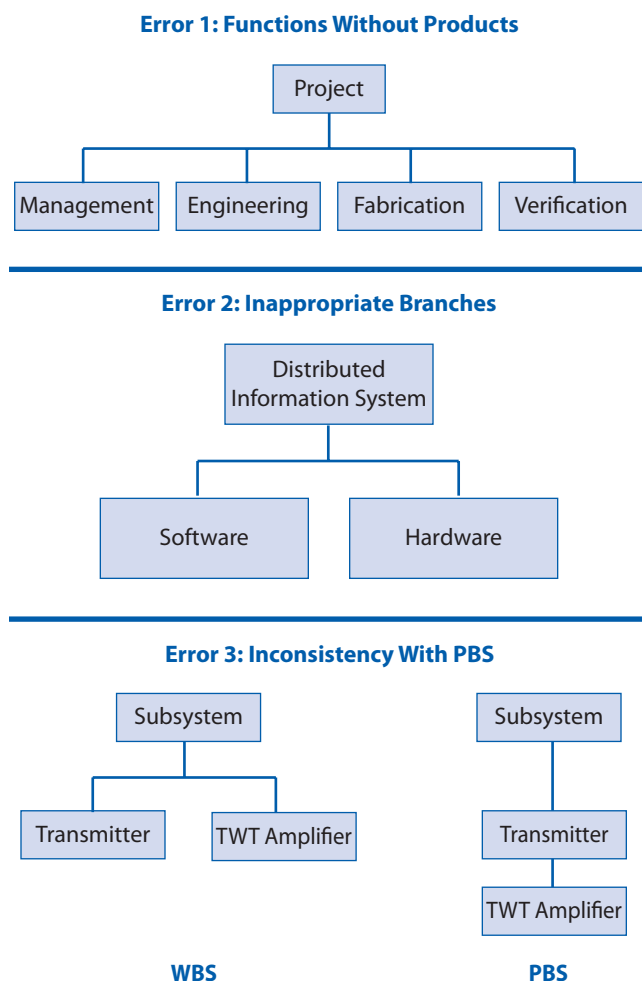 Error 1: Functions Without Products
Project
Management
Engineering
Fabrication
Verification
Error 2: Inappropriate Branches
Distributed
Information System
Software
Hardware
Error 3: Inconsistency With PBS
Subsystem
Transmitter
TWT Amplifier
WBS
Subsystem
Transmitter
TWT Amplifier
PBS